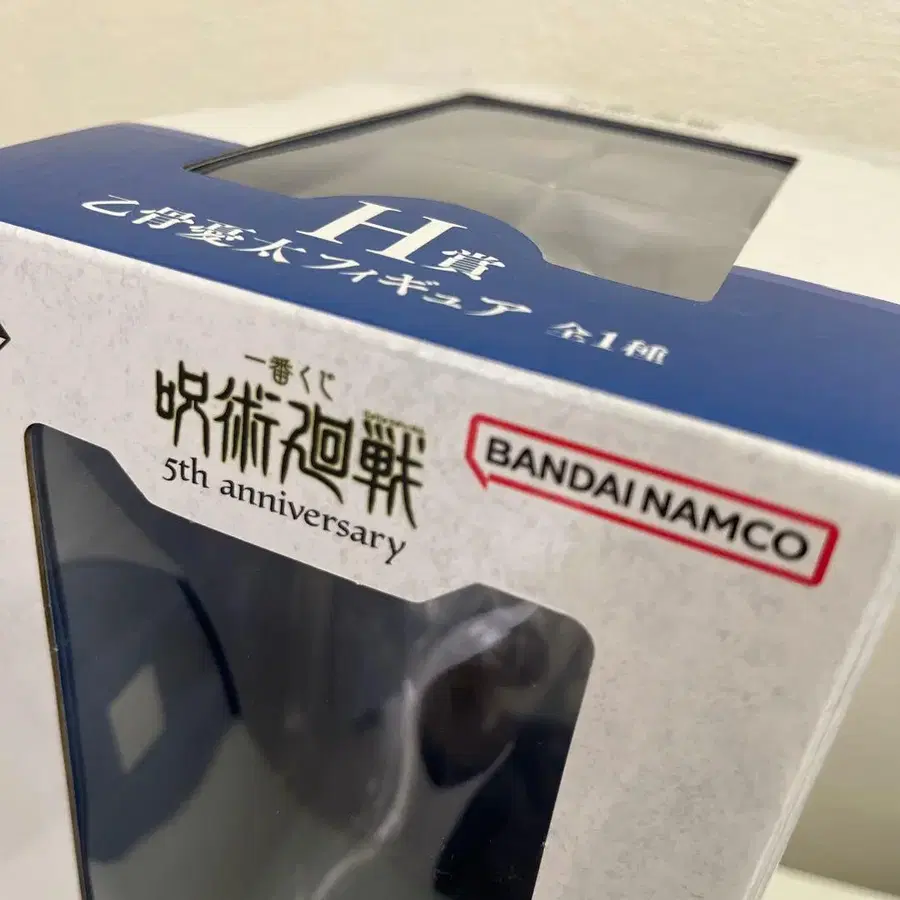 H賞
乙骨憂太フィギュア 全1種
一番くじ
呪術廻戦
5th anniversary
BANDAI NAMCO